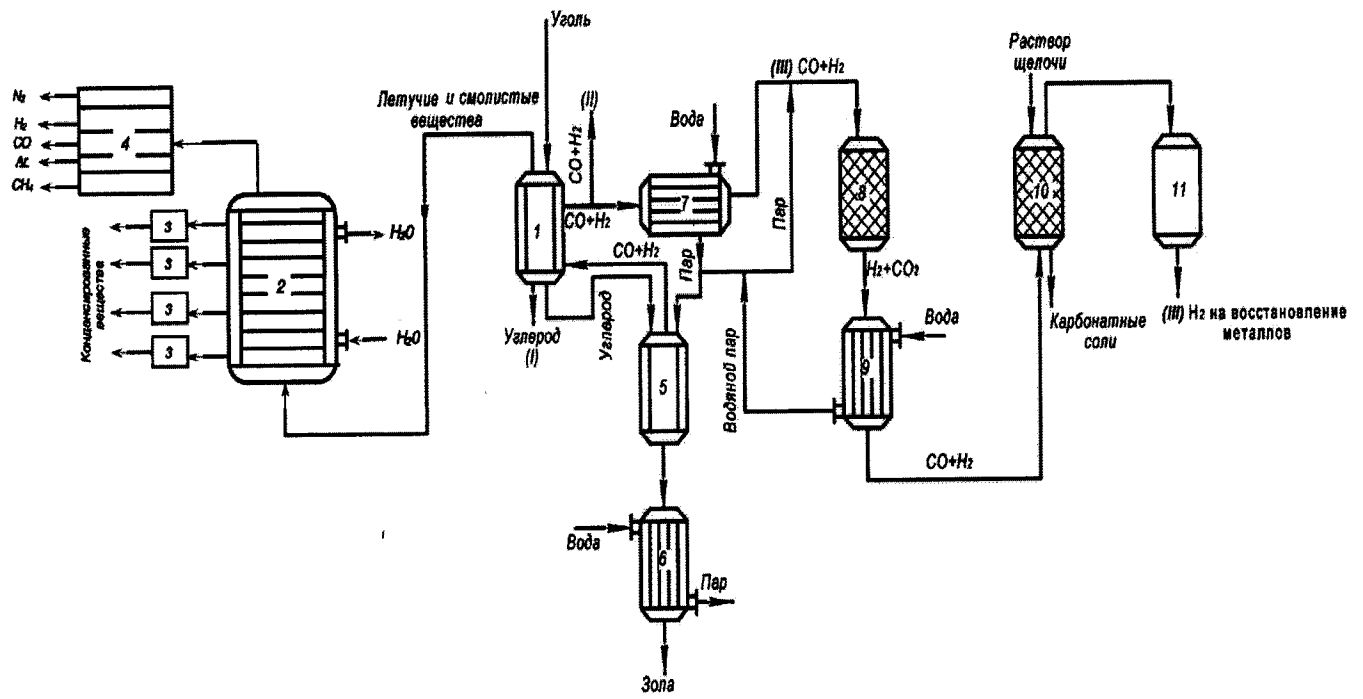 Уголь
Раствор
щелочи
(III) CO+H₂
Летучие и смолистые
вещества
(II)
CO+H₂
Вода
N₂
H₂
CO
Ar
CH₄
4
8
10
11
7
1
CO+H₂
CO+H₂
Пар
Пар
3
3
3
3
Конденсированные
вещества
2
H₂O
H₂O
H₂+CO₂
Углерод
(I)
Углерод
Водяной пар
Вода
9
Карбонатные
соли
(III) H₂ на восстановление
металлов
5
CO+H₂
Вода
6
Пар
Зола